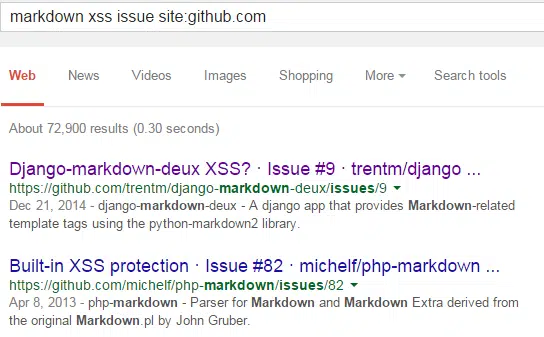 markdown xss issue site:github.com
Web News Videos Images Shopping More Search tools
About 72,900 results (0.30 seconds)
Django-markdown-deux XSS? · Issue #9 · trentm/django ...
https://github.com/trentm/django-markdown-deux/issues/9
Dec 21, 2014 - django-markdown-deux - A django app that provides Markdown-related
template tags using the python-markdown2 library.
Built-in XSS protection · Issue #82 · michelf/php-markdown ...
https://github.com/michelf/php-markdown/issues/82
Apr 8, 2013 - php-markdown - Parser for Markdown and Markdown Extra derived from
the original Markdown.pl by John Gruber.